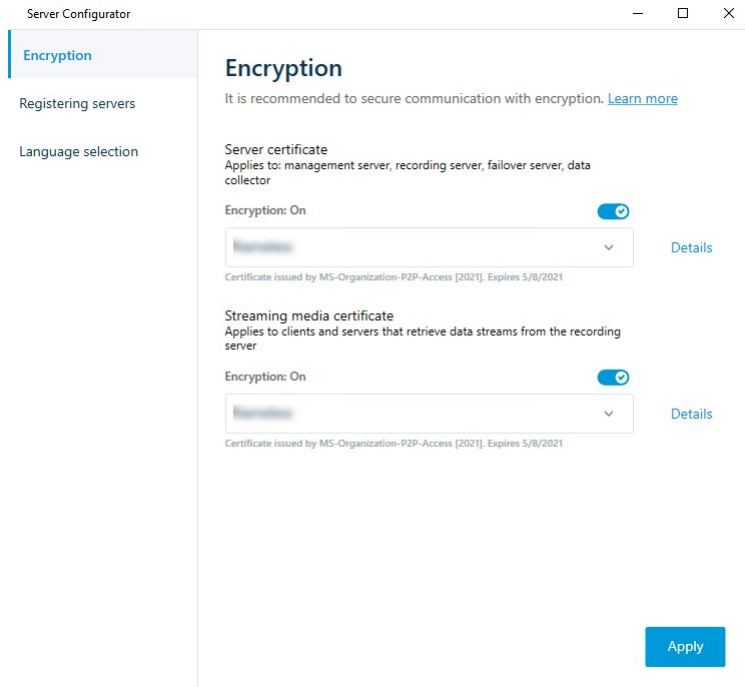 Server Configurator
Encryption
Registering servers
Language selection
Encryption
It is recommended to secure communication with encryption. Learn more
Server certificate
Applies to: management server, recording server, failover server, data
collector
Encryption: On
Details
Certificate issued by MS-Organization-P2P-Access [2021]. Expires 5/8/2021
Streaming media certificate
Applies to clients and servers that retrieve data streams from the recording
server
Encryption: On
Details
Certificate issued by MS-Organization-P2P-Access [2021]. Expires 5/8/2021
Apply